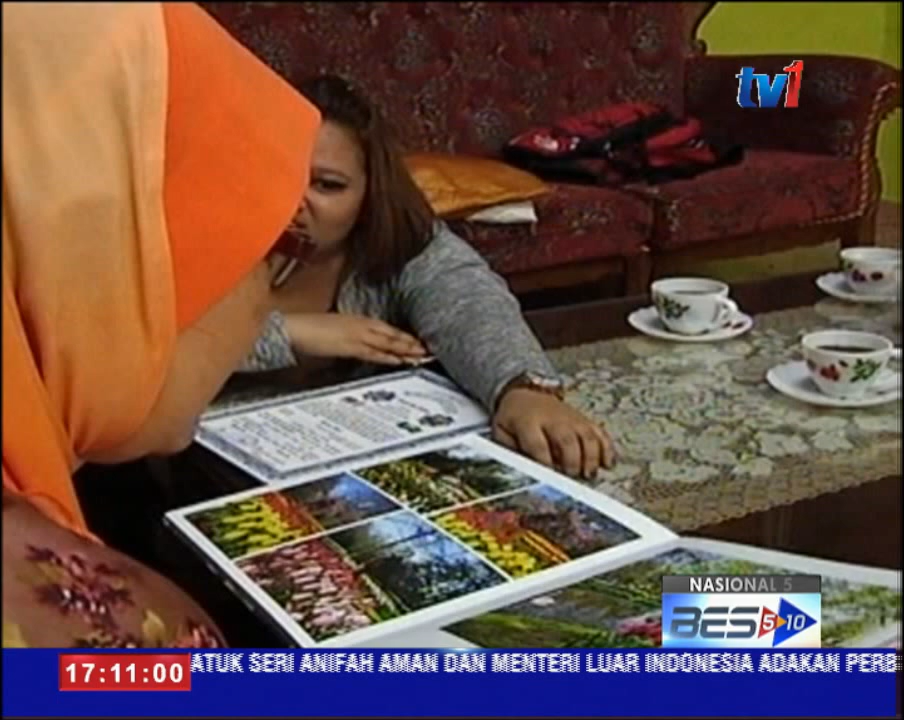 tv1
NASIONAL 5
BES 5 10
17:11:00
ATUK SERI ANIFAH AMAN DAN MENTERI LUAR INDONESIA ADAKAN PERB